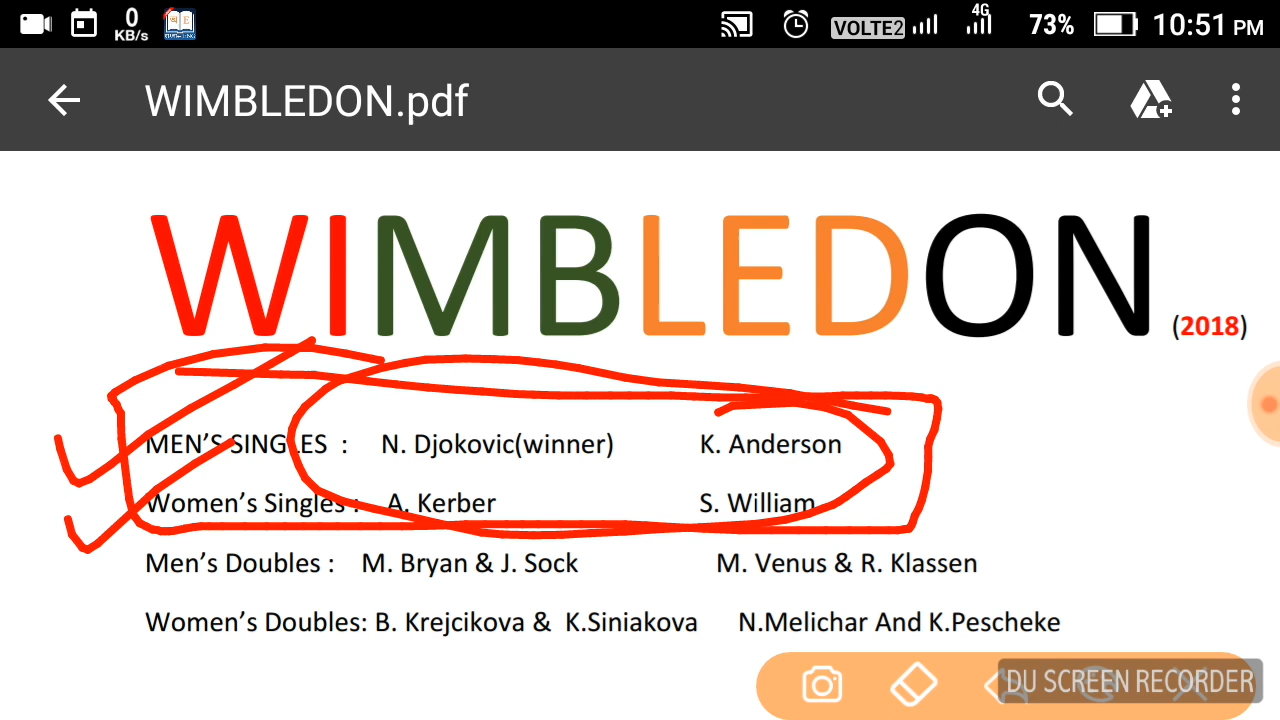 0 KB/s VOLTE2 4G 73% 10:51 PM
WIMBLEDON.pdf
WIMBLEDON (2018)
MEN'S SINGLES : N. Djokovic(winner) K. Anderson
Women's Singles : A. Kerber S. William
Men's Doubles : M. Bryan & J. Sock M. Venus & R. Klassen
Women's Doubles: B. Krejcikova & K.Siniakova N.Melichar And K.Pescheke
DU SCREEN RECORDER